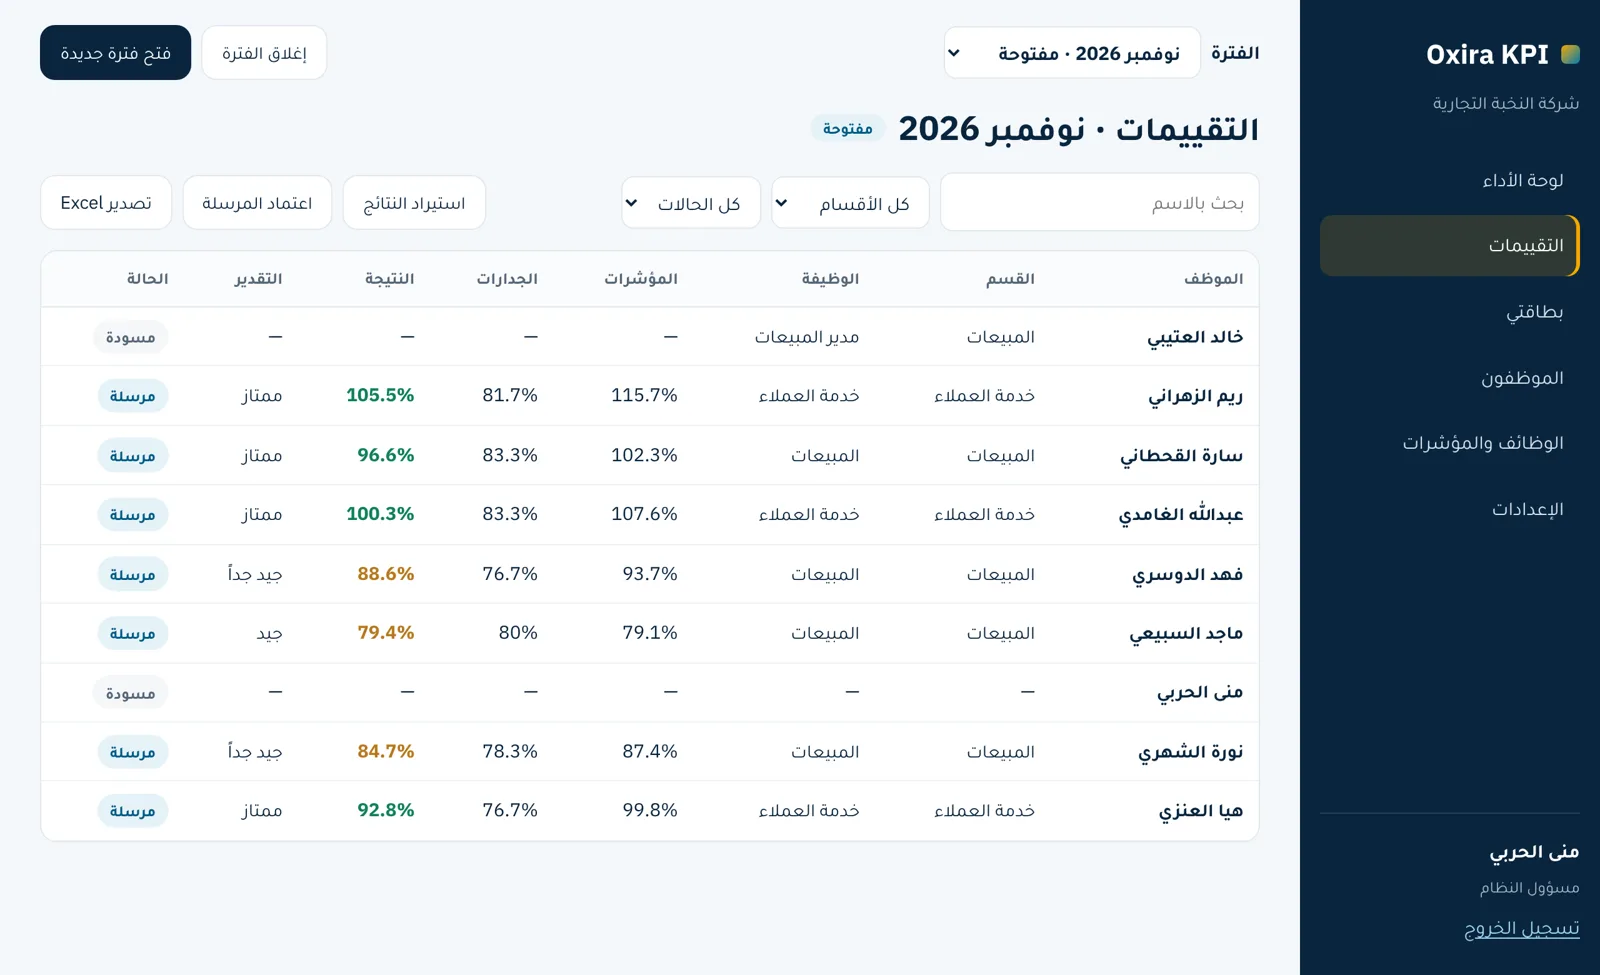 Oxira KPI
شركة النخبة التجارية
لوحة الأداء
التقييمات
بطاقتي
الموظفون
الوظائف والمؤشرات
الإعدادات
منى الحربي
مسؤول النظام
تسجيل الخروج
الفترة نوفمبر 2026 · مفتوحة إغلاق الفترة فتح فترة جديدة
التقييمات · نوفمبر 2026 مفتوحة
بحث بالاسم كل الأقسام كل الحالات استيراد النتائج اعتماد المرسلة تصدير Excel
الموظف القسم الوظيفة المؤشرات الجدارات النتيجة التقدير الحالة
خالد العتيبي المبيعات مدير المبيعات — — — — مسودة
ريم الزهراني خدمة العملاء خدمة العملاء 115.7% 81.7% 105.5% ممتاز مرسلة
سارة القحطاني المبيعات المبيعات 102.3% 83.3% 96.6% ممتاز مرسلة
عبدالله الغامدي خدمة العملاء خدمة العملاء 107.6% 83.3% 100.3% ممتاز مرسلة
فهد الدوسري المبيعات المبيعات 93.7% 76.7% 88.6% جيد جداً مرسلة
ماجد السبيعي المبيعات المبيعات 79.1% 80% 79.4% جيد مرسلة
منى الحربي — — — — — — مسودة
نورة الشهري المبيعات المبيعات 87.4% 78.3% 84.7% جيد جداً مرسلة
هيا العنزي خدمة العملاء خدمة العملاء 99.8% 76.7% 92.8% ممتاز مرسلة